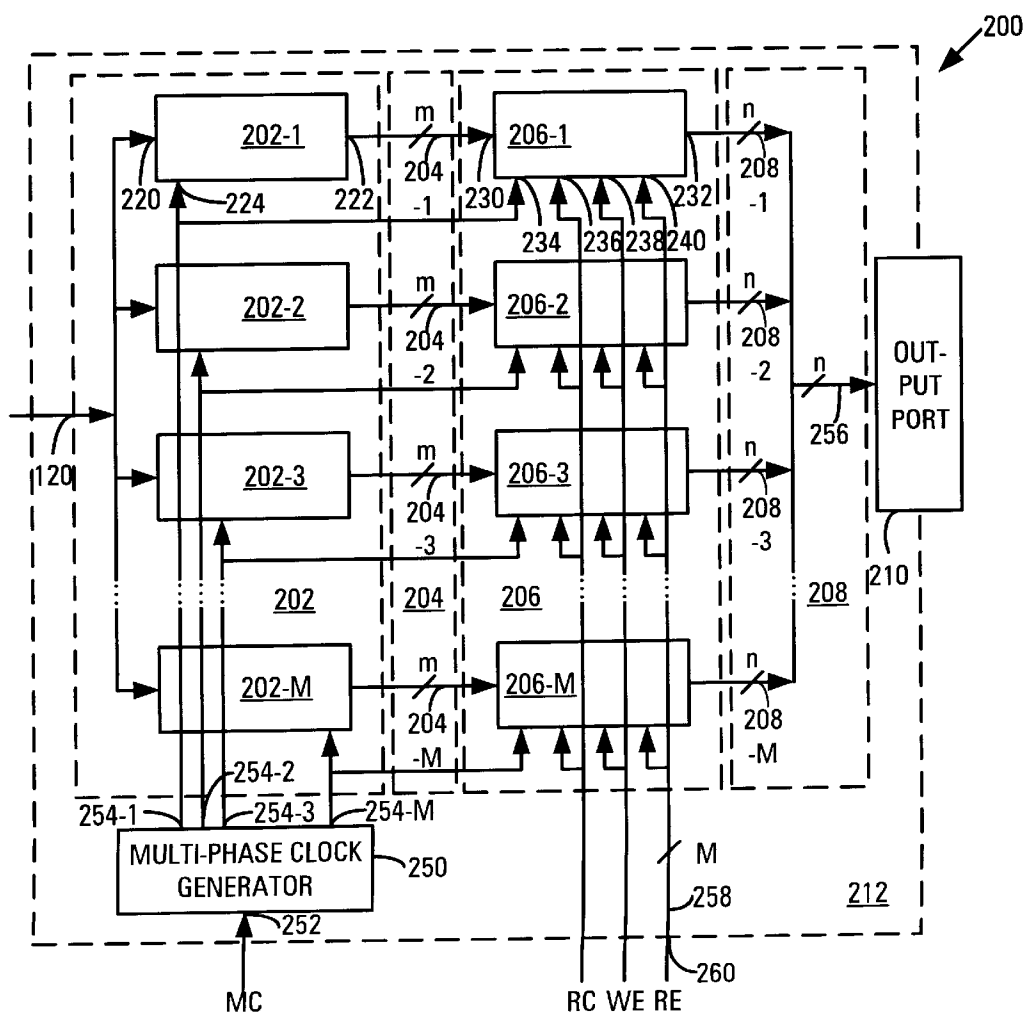 200
202-1
m
206-1
n
220
224
222
204
-1
230
232
208
-1
234
236
238
240
202-2
m
206-2
n
204
-2
208
-2
OUT-
PUT
PORT
n
256
120
202-3
m
206-3
n
204
-3
208
-3
210
202
204
206
208
202-M
m
206-M
n
204
-M
208
-M
254-2
254-1
254-3
254-M
MULTI-PHASE CLOCK
GENERATOR
250
M
258
212
252
260
MC
RC
WE
RE